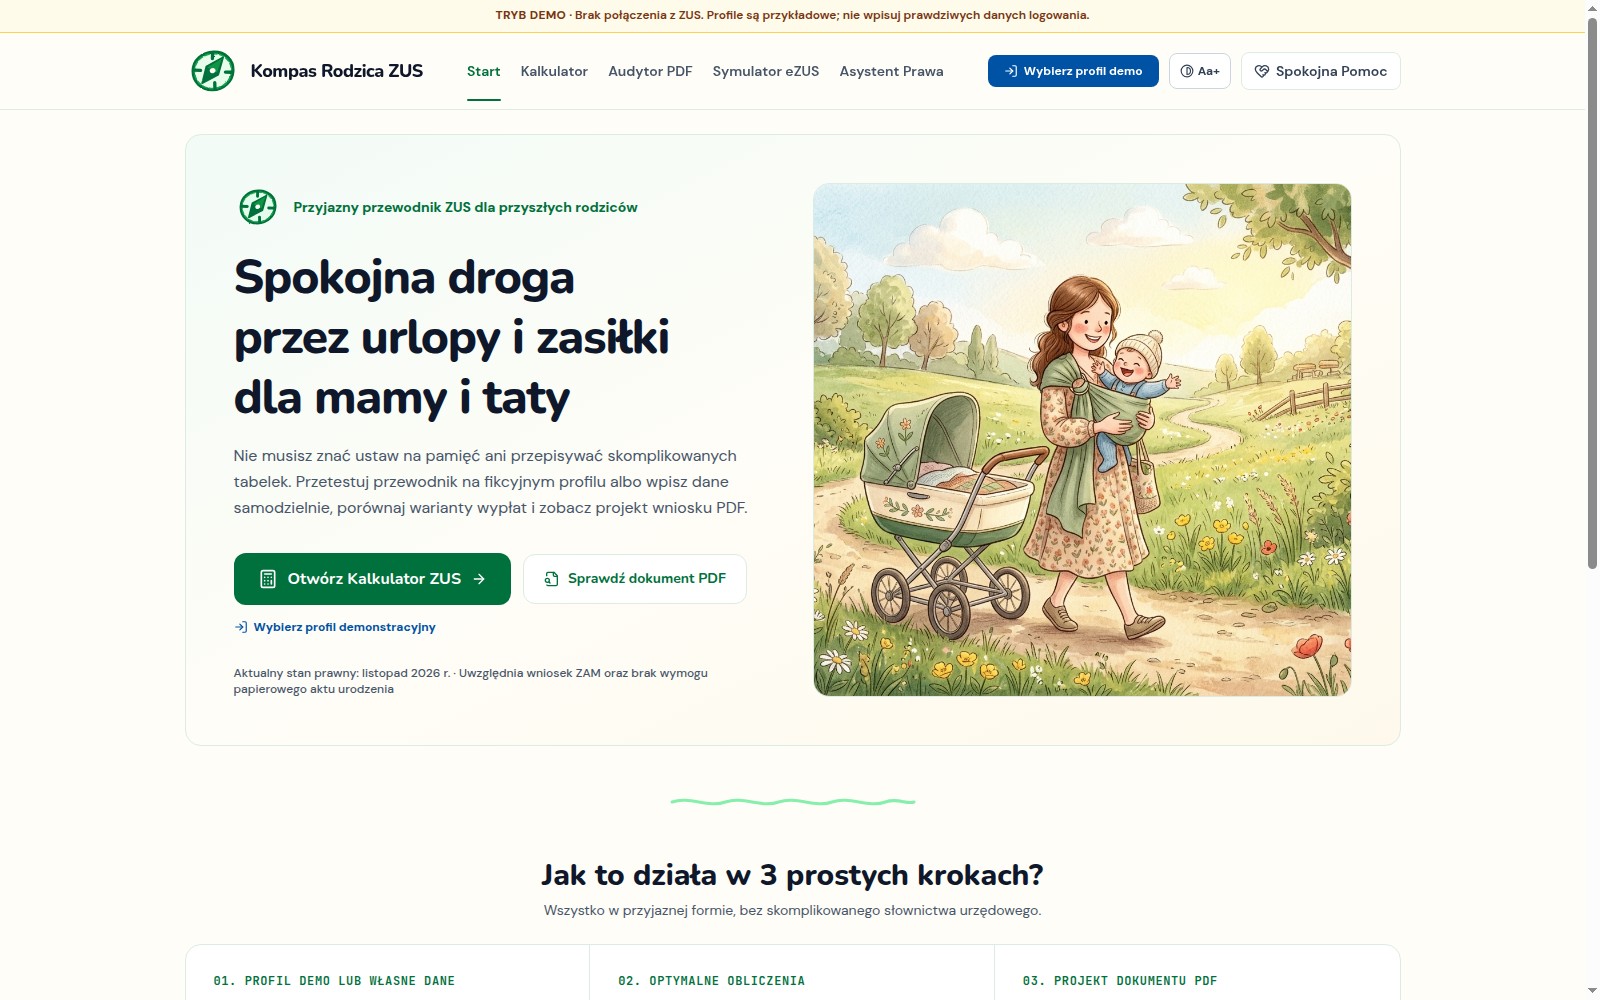 TRYB DEMO · Brak połączenia z ZUS. Profile są przykładowe; nie wpisuj prawdziwych danych logowania.
Kompas Rodzica ZUS
Start
Kalkulator
Audytor PDF
Symulator eZUS
Asystent Prawa
Wybierz profil demo
Aa+
Spokojna Pomoc
Przyjazny przewodnik ZUS dla przyszłych rodziców
Spokojna droga
przez urlopy i zasiłki
dla mamy i taty
Nie musisz znać ustaw na pamięć ani przepisywać skomplikowanych
tabelek. Przetestuj przewodnik na fikcyjnym profilu albo wpisz dane
samodzielnie, porównaj warianty wypłat i zobacz projekt wniosku PDF.
Otwórz Kalkulator ZUS
Sprawdź dokument PDF
Wybierz profil demonstracyjny
Aktualny stan prawny: listopad 2026 r. · Uwzględnia wniosek ZAM oraz brak wymogu
papierowego aktu urodzenia
Jak to działa w 3 prostych krokach?
Wszystko w przyjaznej formie, bez skomplikowanego słownictwa urzędowego.
01. PROFIL DEMO LUB WŁASNE DANE
02. OPTYMALNE OBLICZENIA
03. PROJEKT DOKUMENTU PDF